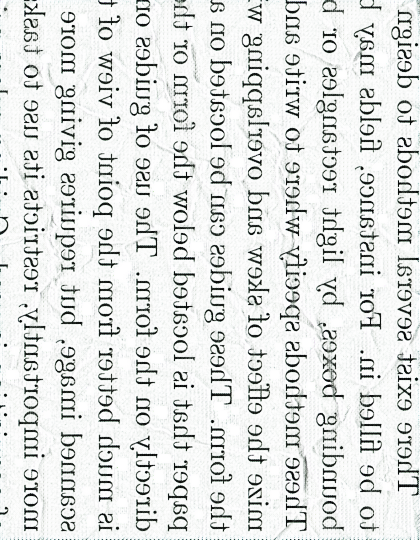 There exist several methods to design
to be filled in. For instance, fields may b
bounding boxes, by light rectangles or b
These methods specify where to write and
mize the effect of skew and overlapping w
the form. These guides can be located on a
paper that is located below the form or th
directly on the form. The use of guides on
is much better from the point of view of t
scanned image, but requires giving more
more importantly, restricts its use to task